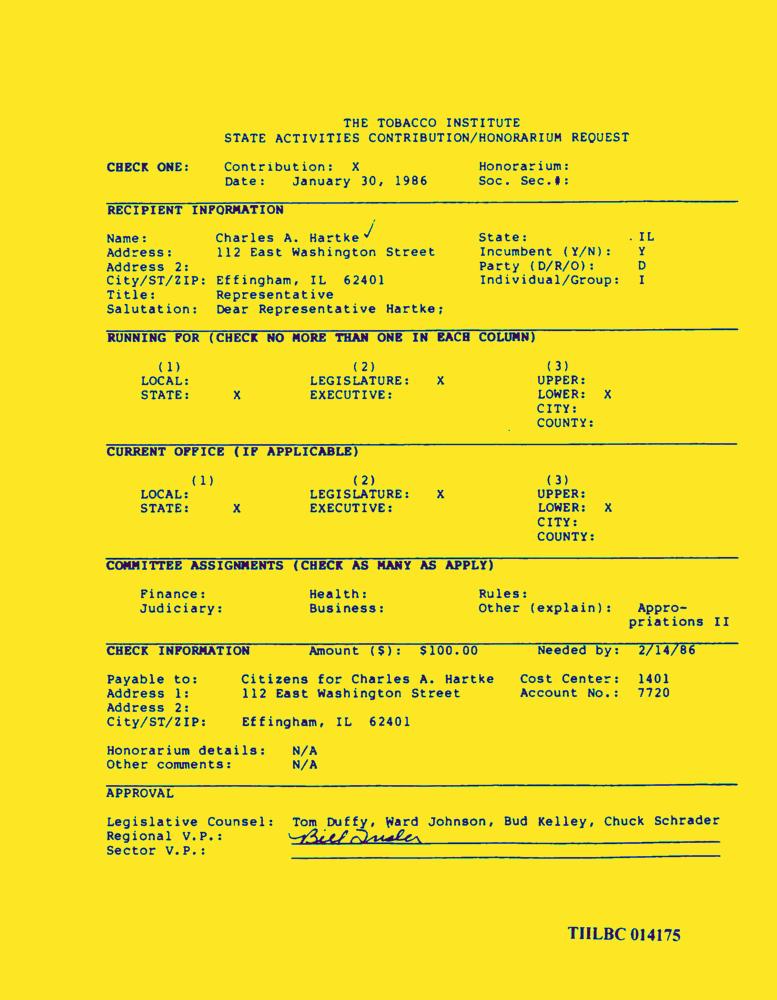 THE TOBACCO INSTITUTE
STATE ACTIVITIES CONTRIBUTION/HONORARIUM REQUEST
CHECK ONE: Contribution: X Honorarium:
Date: January 30, 1986 Soc. Sec.#:
RECIPIENT INFORMATION
Name: Charles A. Hartke ✓ State: IL
Address: 112 East Washington Street Incumbent (Y/N): Y
Address 2: Party (D/R/O): D
City/ST/ZIP: Effingham, IL 62401 Individual/Group: I
Title: Representative
Salutation: Dear Representative Hartke;
RUNNING FOR (CHECK NO MORE THAN ONE IN EACH COLUMN)
(1) (2) (3)
LOCAL: LEGISLATURE: X UPPER:
STATE: X EXECUTIVE: LOWER: X
CITY:
COUNTY:
CURRENT OFFICE (IF APPLICABLE)
(1) (2) (3)
LOCAL: LEGISLATURE: X UPPER:
STATE: X EXECUTIVE: LOWER: X
CITY:
COUNTY:
COMMITTEE ASSIGNMENTS (CHECK AS MANY AS APPLY)
Finance: Health: Rules:
Judiciary: Business: Other (explain): Appro-
priations II
CHECK INFORMATION Amount ($): $100.00 Needed by: 2/14/86
Payable to: Citizens for Charles A. Hartke Cost Center: 1401
Address 1: 112 East Washington Street Account No.: 7720
Address 2:
City/ST/ZIP: Effingham, IL 62401
Honorarium details: N/A
Other comments: N/A
APPROVAL
Legislative Counsel: Tom Duffy, Ward Johnson, Bud Kelley, Chuck Schrader
Regional V.P.: Bill
Sector V.P.:
TIILBC 014175